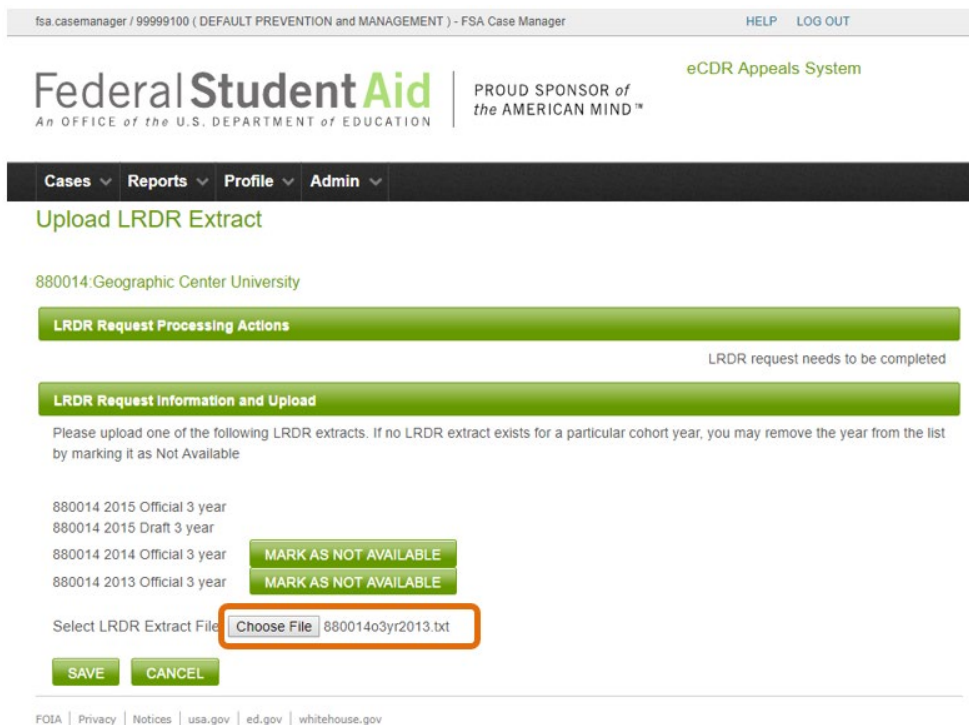 fsa.casemanager / 99999100 ( DEFAULT PREVENTION and MANAGEMENT ) - FSA Case Manager HELP LOG OUT
eCDR Appeals System
Federal Student Aid
An OFFICE of the U.S. DEPARTMENT of EDUCATION
PROUD SPONSOR of
the AMERICAN MIND™
Cases Reports Profile Admin
Upload LRDR Extract
880014:Geographic Center University
LRDR Request Processing Actions
LRDR request needs to be completed
LRDR Request Information and Upload
Please upload one of the following LRDR extracts. If no LRDR extract exists for a particular cohort year, you may remove the year from the list
by marking it as Not Available
880014 2015 Official 3 year
880014 2015 Draft 3 year
880014 2014 Official 3 year MARK AS NOT AVAILABLE
880014 2013 Official 3 year MARK AS NOT AVAILABLE
Select LRDR Extract File Choose File 880014o3yr2013.txt
SAVE CANCEL
FOIA | Privacy | Notices | usa.gov | ed.gov | whitehouse.gov